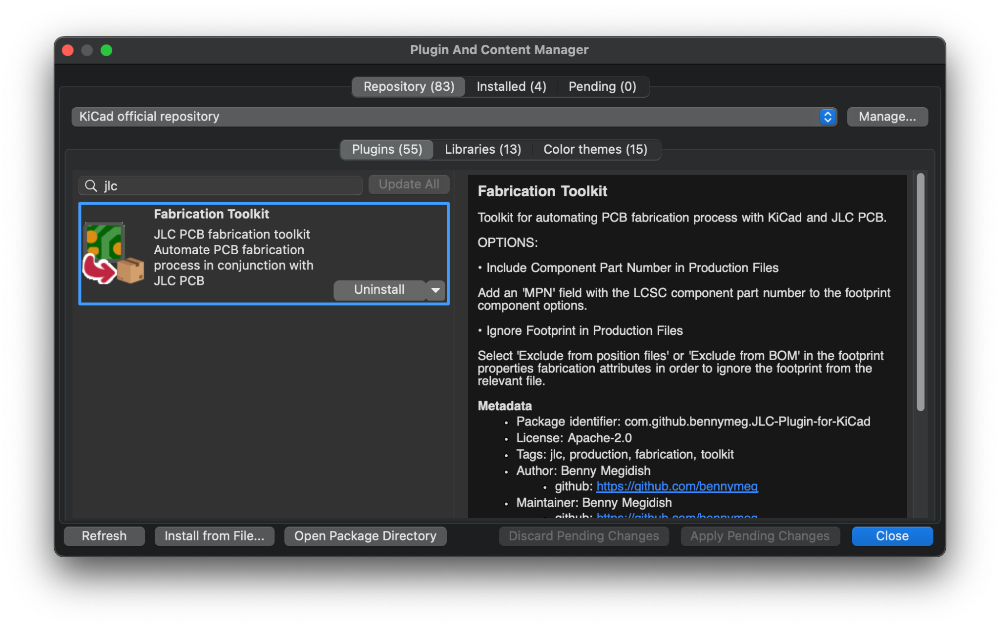 Plugin And Content Manager
Repository (83)
Installed (4)
Pending (0)
KiCad official repository
Manage...
Plugins (55)
Libraries (13)
Color themes (15)
jlc
Update All
Fabrication Toolkit
JLC PCB fabrication toolkit
Automate PCB fabrication
process in conjunction with
JLC PCB
Uninstall
Fabrication Toolkit
Toolkit for automating PCB fabrication process with KiCad and JLC PCB.
OPTIONS:
• Include Component Part Number in Production Files
Add an 'MPN' field with the LCSC component part number to the footprint
component options.
• Ignore Footprint in Production Files
Select 'Exclude from position files' or 'Exclude from BOM' in the footprint
properties fabrication attributes in order to ignore the footprint from the
relevant file.
Metadata
• Package identifier: com.github.bennymeg.JLC-Plugin-for-KiCad
• License: Apache-2.0
• Tags: jlc, production, fabrication, toolkit
• Author: Benny Megidish
• github: https://github.com/bennymeg
• Maintainer: Benny Megidish
• github: https://github.com/bennymeg
Refresh
Install from File...
Open Package Directory
Discard Pending Changes
Apply Pending Changes
Close